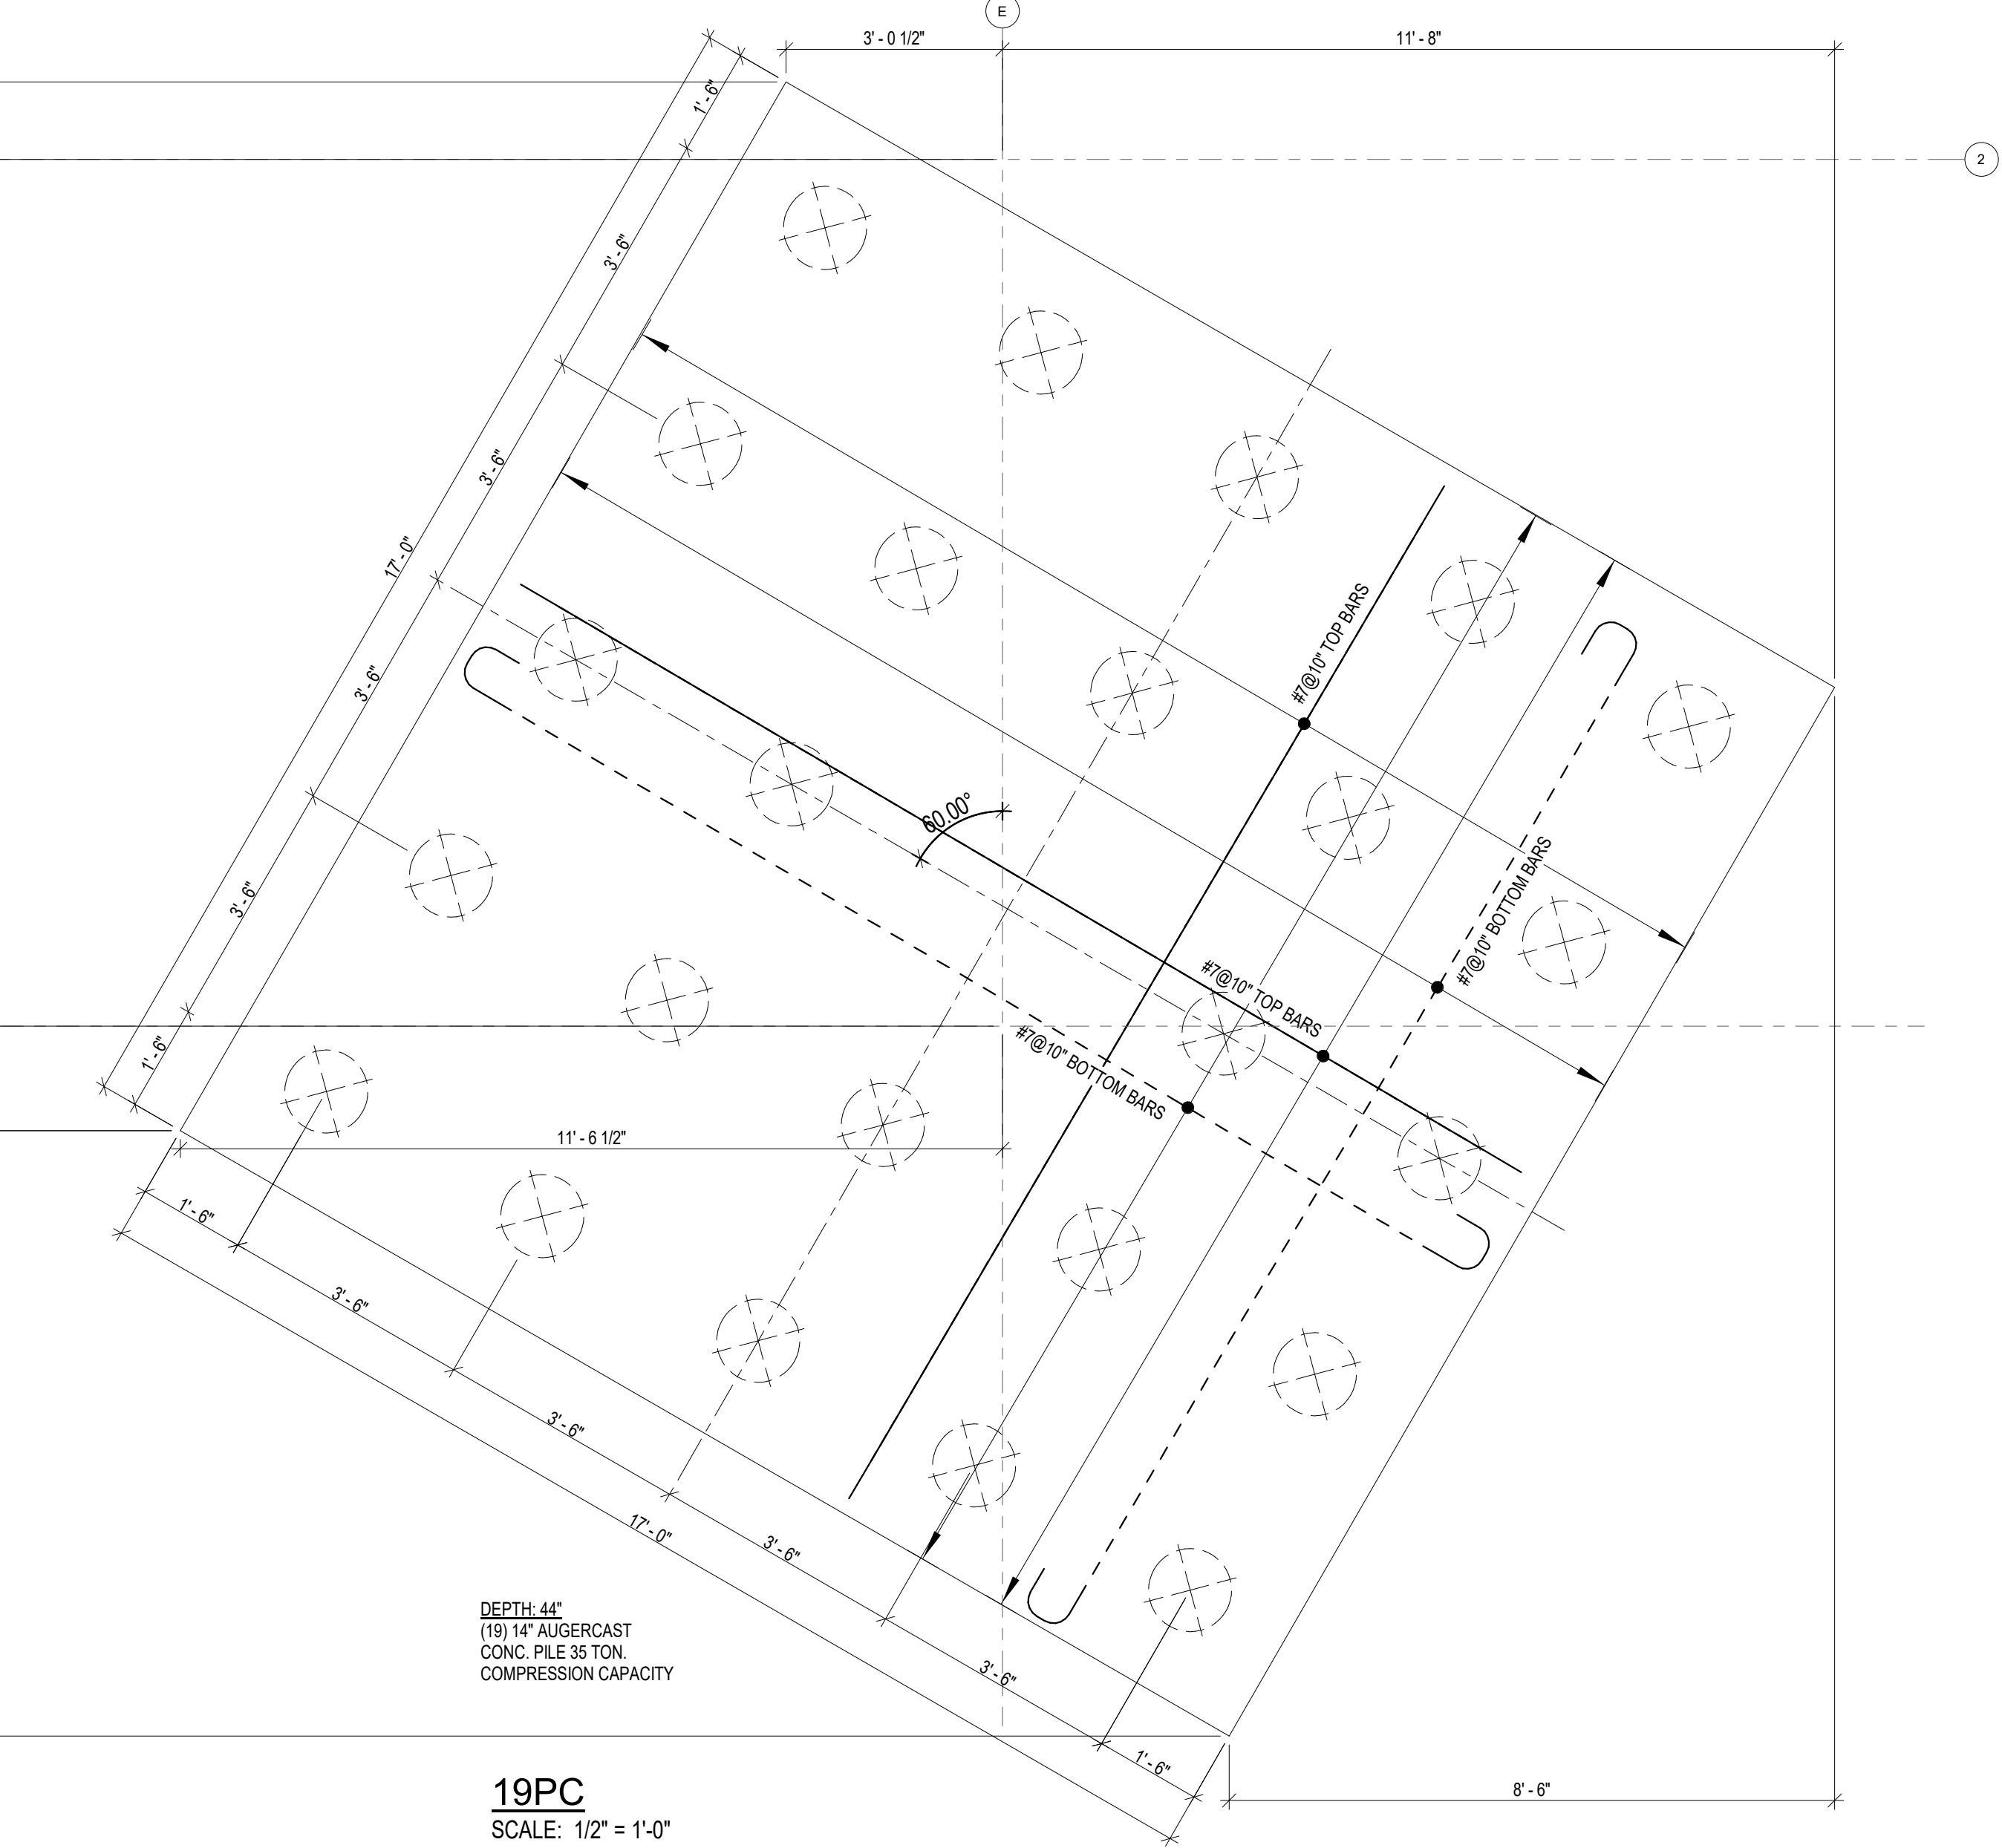 E
3' - 0 1/2"
11' - 8"
2
1' - 6"
3' - 6"
3' - 6"
17' - 0"
3' - 6"
3' - 6"
1' - 6"
#7@10" TOP BARS
60.00°
#7@10" BOTTOM BARS
#7@10" TOP BARS
#7@10" BOTTOM BARS
11' - 6 1/2"
1' - 6"
3' - 6"
3' - 6"
17' - 0"
3' - 6"
3' - 6"
1' - 6"
8' - 6"
DEPTH: 44"
(19) 14" AUGERCAST
CONC. PILE 35 TON.
COMPRESSION CAPACITY
19PC
SCALE: 1/2" = 1'-0"